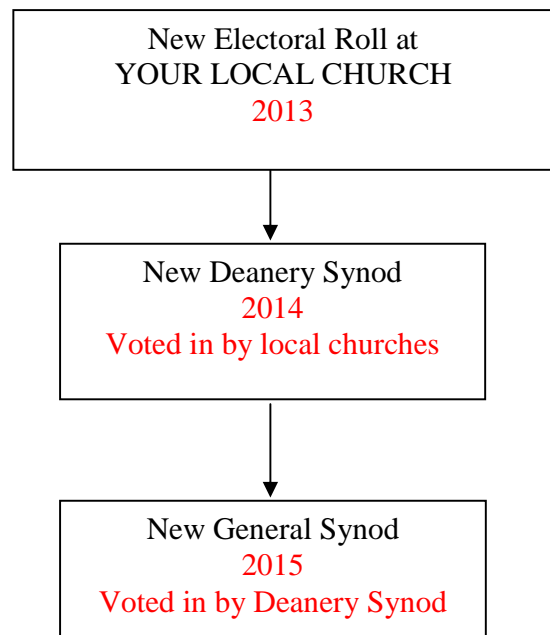 New Electoral Roll at
YOUR LOCAL CHURCH
2013
New Deanery Synod
2014
Voted in by local churches
New General Synod
2015
Voted in by Deanery Synod